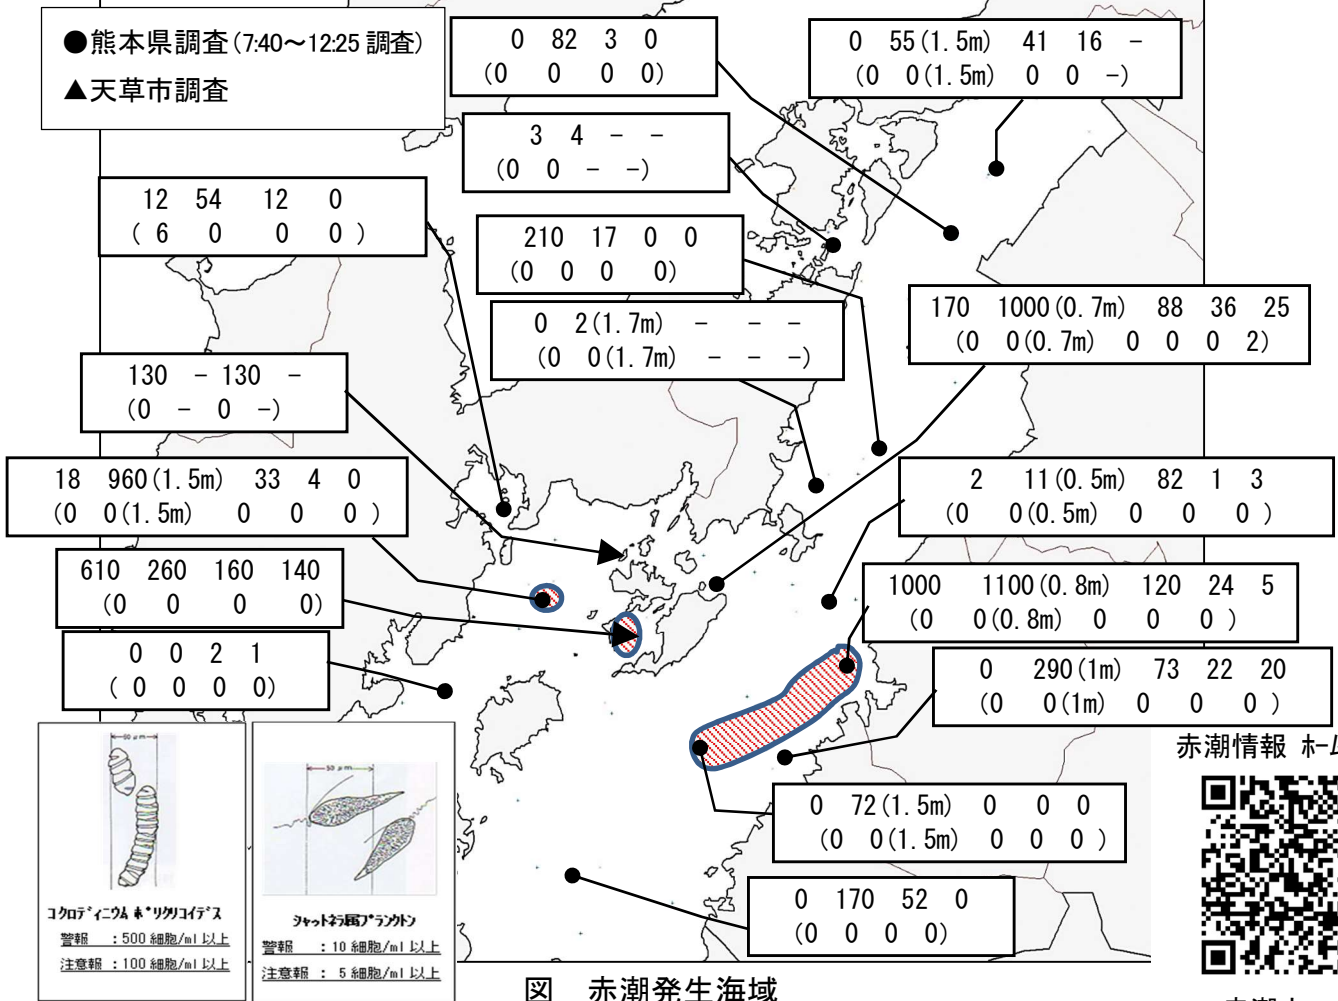 ●熊本県調査(7:40～12:25 調査)
▲天草市調査
0 82 3 0
(0 0 0 0)
0 55(1.5m) 41 16 －
(0 0(1.5m) 0 0 －)
3 4 － －
(0 0 － －)
12 54 12 0
( 6 0 0 0 )
210 17 0 0
(0 0 0 0)
170 1000(0.7m) 88 36 25
(0 0(0.7m) 0 0 0 2)
0 2(1.7m) － － －
(0 0(1.7m) － － －)
130 － 130 －
(0 － 0 －)
18 960(1.5m) 33 4 0
(0 0(1.5m) 0 0 0 )
2 11(0.5m) 82 1 3
(0 0(0.5m) 0 0 0 )
610 260 160 140
(0 0 0 0)
1000 1100(0.8m) 120 24 5
(0 0(0.8m) 0 0 0 )
0 0 2 1
( 0 0 0 0)
0 290(1m) 73 22 20
(0 0(1m) 0 0 0 )
赤潮情報 ﾎｰﾑ
0 72(1.5m) 0 0 0
(0 0(1.5m) 0 0 0 )
0 170 52 0
(0 0 0 0)
50 μm
ｺｸﾛﾃﾞｨﾆｳﾑ ﾎﾟﾘｸﾘｺｲﾃﾞｽ
警報 ：500 細胞/ml 以上
注意報 ：100 細胞/ml 以上
ｼｬｯﾄﾈﾗ属ﾌﾟﾗﾝｸﾄﾝ
警報 ： 10 細胞/ml 以上
注意報 ： 5 細胞/ml 以上
図 赤潮発生海域